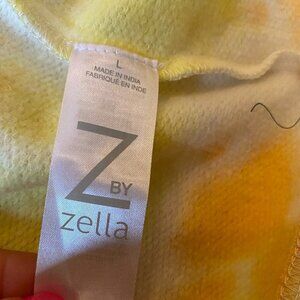 L
MADE IN INDIA
FABRIQUÉ EN INDE
Z
BY
zella